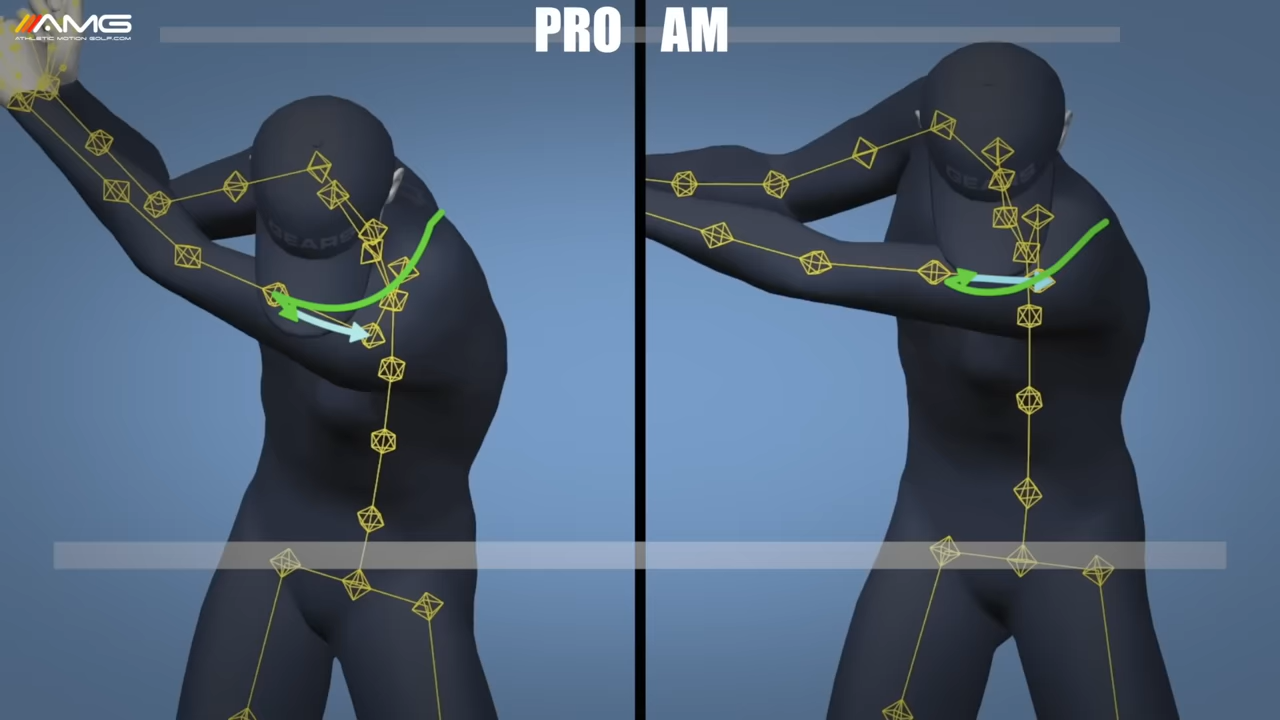 AMG
ATHLETIC MOTION GOLF.COM
PRO
AM
GEARS
GEARS